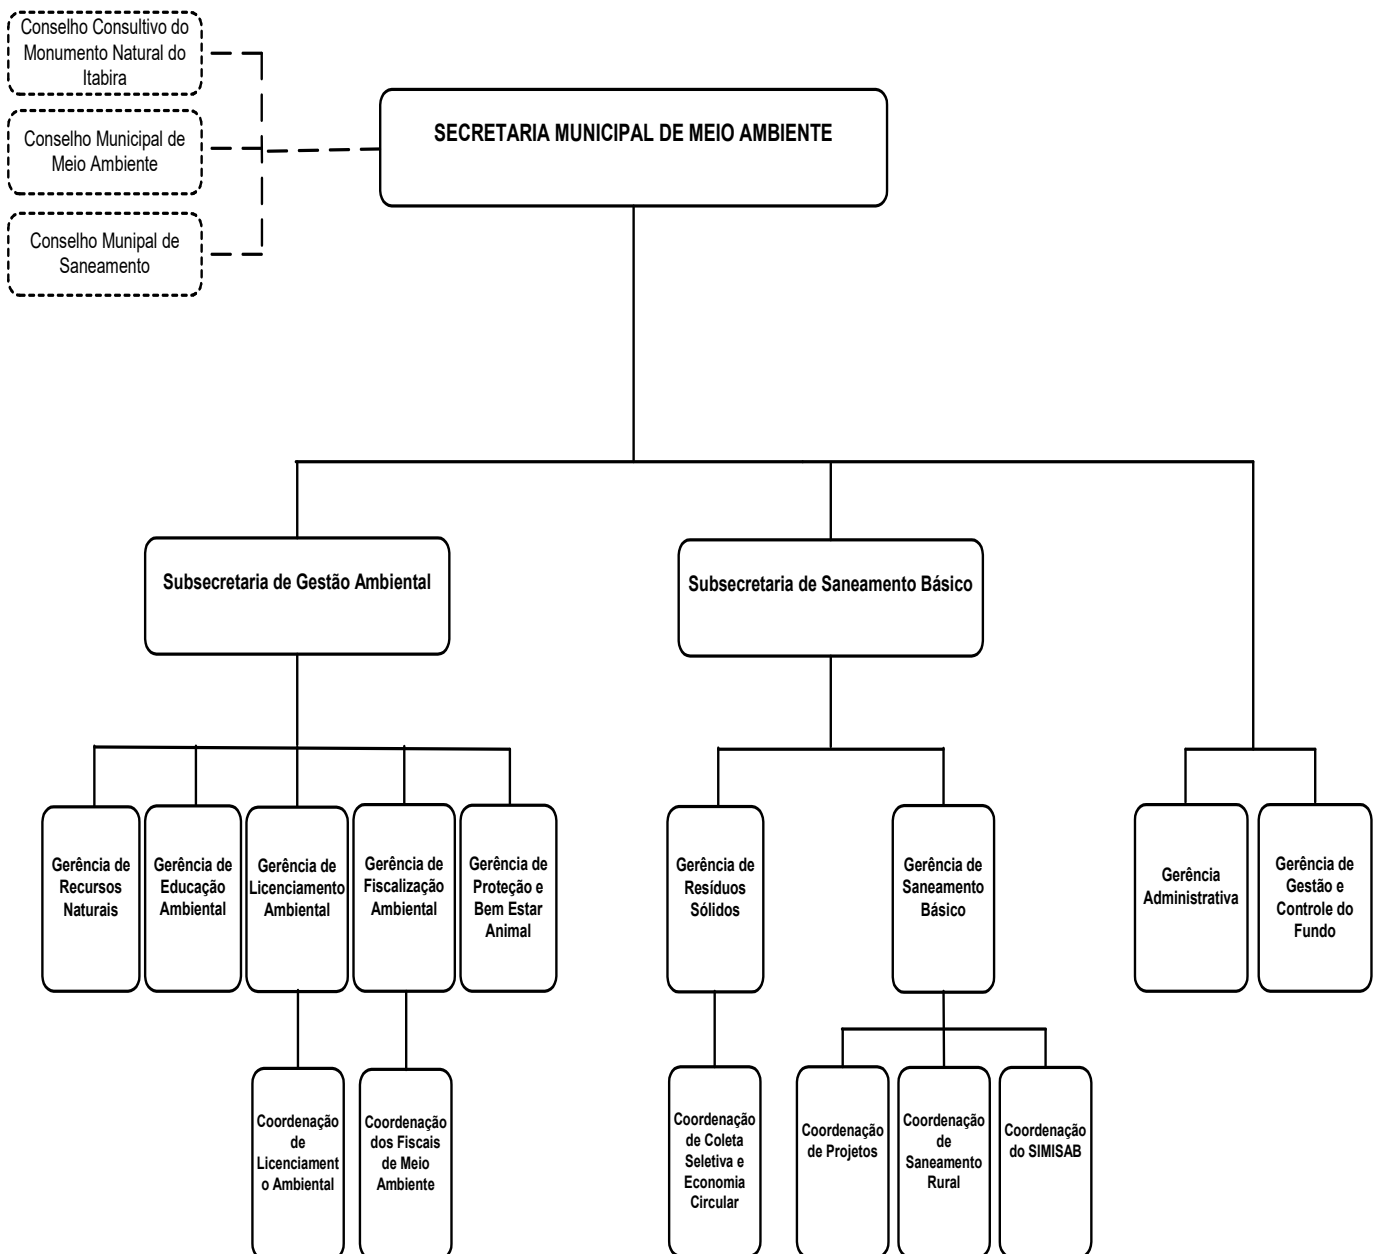 Conselho Consultivo do
Monumento Natural do
Itabira
Conselho Municipal de
Meio Ambiente
Conselho Munipal de
Saneamento
SECRETARIA MUNICIPAL DE MEIO AMBIENTE
Subsecretaria de Gestão Ambiental
Subsecretaria de Saneamento Básico
Gerência de
Recursos
Naturais
Gerência de
Educação
Ambiental
Gerência de
Licenciamento
Ambiental
Gerência de
Fiscalização
Ambiental
Gerência de
Proteção e
Bem Estar
Animal
Gerência de
Resíduos
Sólidos
Gerência de
Saneamento
Básico
Gerência
Administrativa
Gerência de
Gestão e
Controle do
Fundo
Coordenação
de
Licenciament
o Ambiental
Coordenação
dos Fiscais
de Meio
Ambiente
Coordenação
de Coleta
Seletiva e
Economia
Circular
Coordenação
de Projetos
Coordenação
de
Saneamento
Rural
Coordenação
do SIMISAB